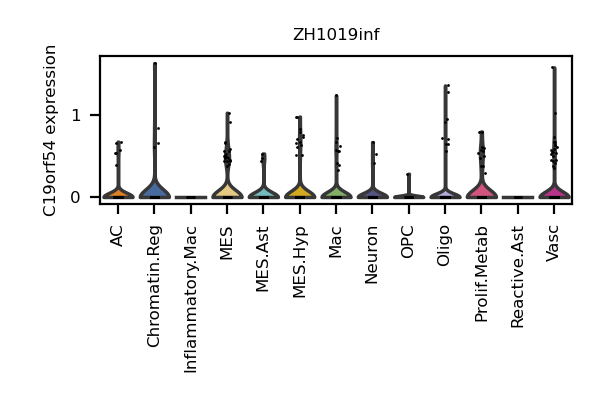 ZH1019inf
C19orf54 expression
1
0
AC
Chromatin.Reg
Inflammatory.Mac
MES
MES.Ast
MES.Hyp
Mac
Neuron
OPC
Oligo
Prolif.Metab
Reactive.Ast
Vasc